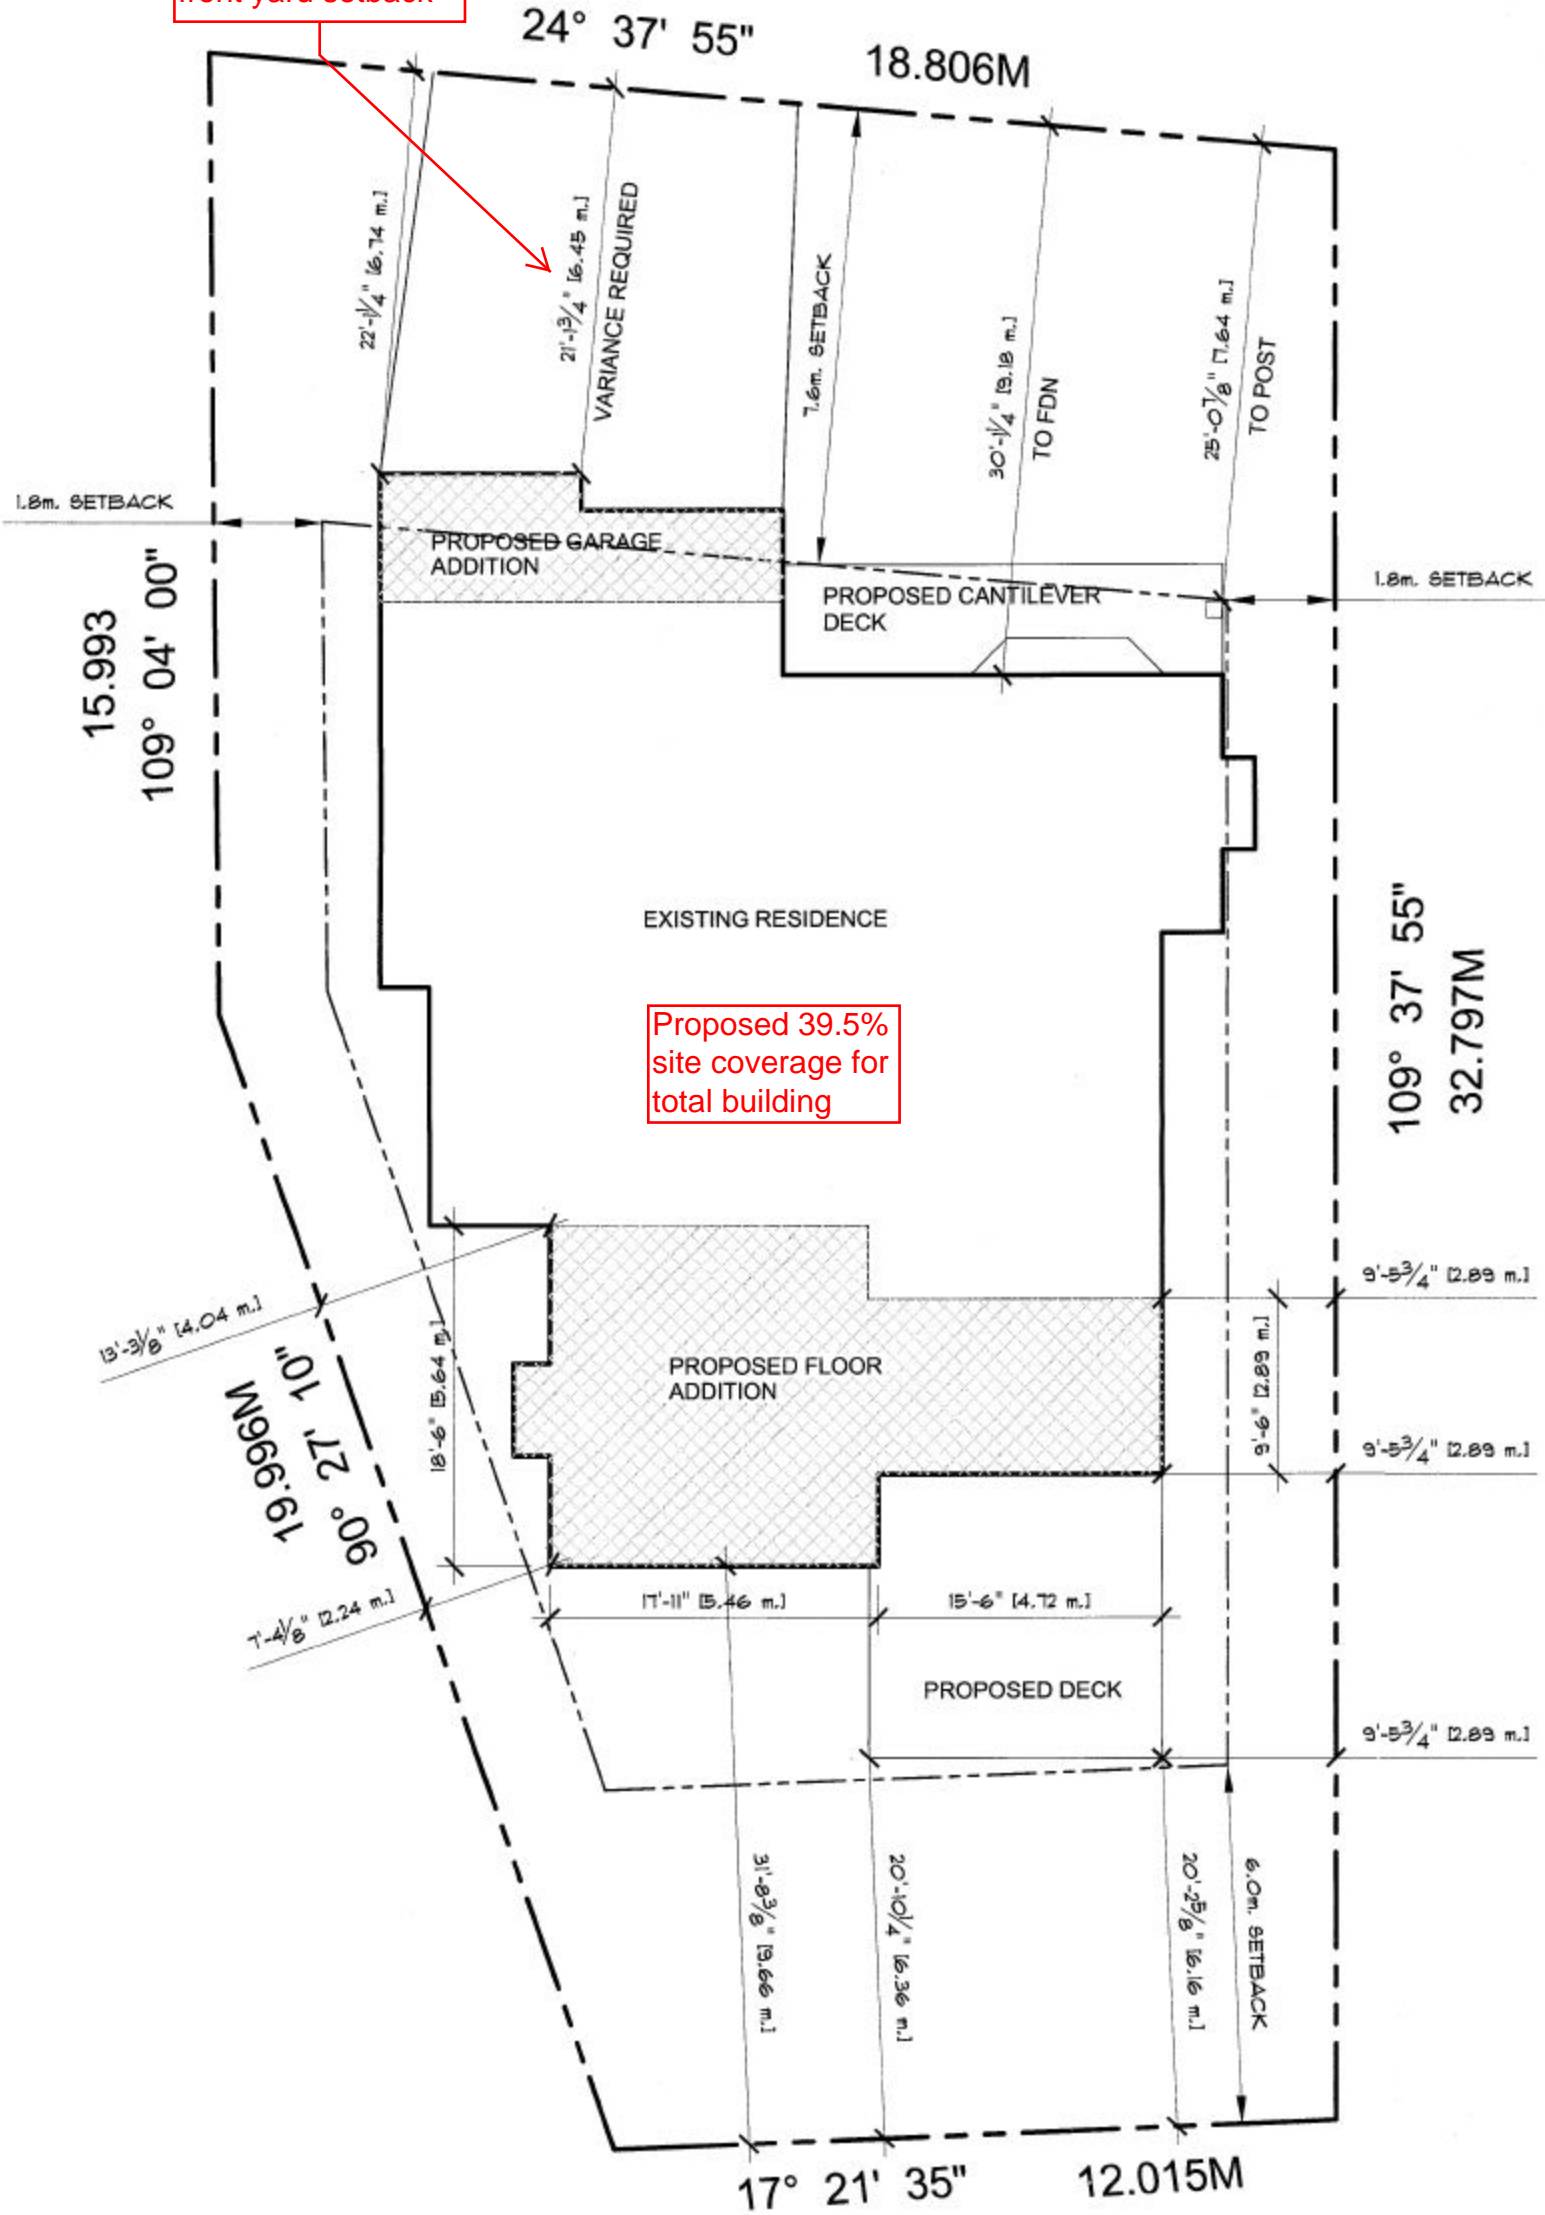 front yard setback
24° 37' 55"
18.806M
22'-1/4" [6.74 m.]
21'-1 3/4" [6.45 m.]
VARIANCE REQUIRED
7.6m. SETBACK
30'-1/4" [9.18 m.]
TO FDN
25'-0 7/8" [7.64 m.]
TO POST
1.8m. SETBACK
PROPOSED GARAGE
ADDITION
1.8m. SETBACK
PROPOSED CANTILEVER
DECK
15.993
109° 04' 00"
EXISTING RESIDENCE
Proposed 39.5%
site coverage for
total building
109° 37' 55"
32.797M
13'-3/8" [4.04 m.]
9'-5 3/4" [2.89 m.]
18'-6" [5.64 m.]
PROPOSED FLOOR
ADDITION
[2.89 m.]
90° 27' 10"
19.996M
9'-5 3/4" [2.89 m.]
7'-4/8" [2.24 m.]
17'-11" [5.46 m.]
15'-6" [4.72 m.]
PROPOSED DECK
9'-5 3/4" [2.89 m.]
31'-8 3/8" [9.66 m.]
20'-10/4" [6.36 m.]
20'-2 5/8" [6.16 m.]
6.0m. SETBACK
17° 21' 35"
12.015M